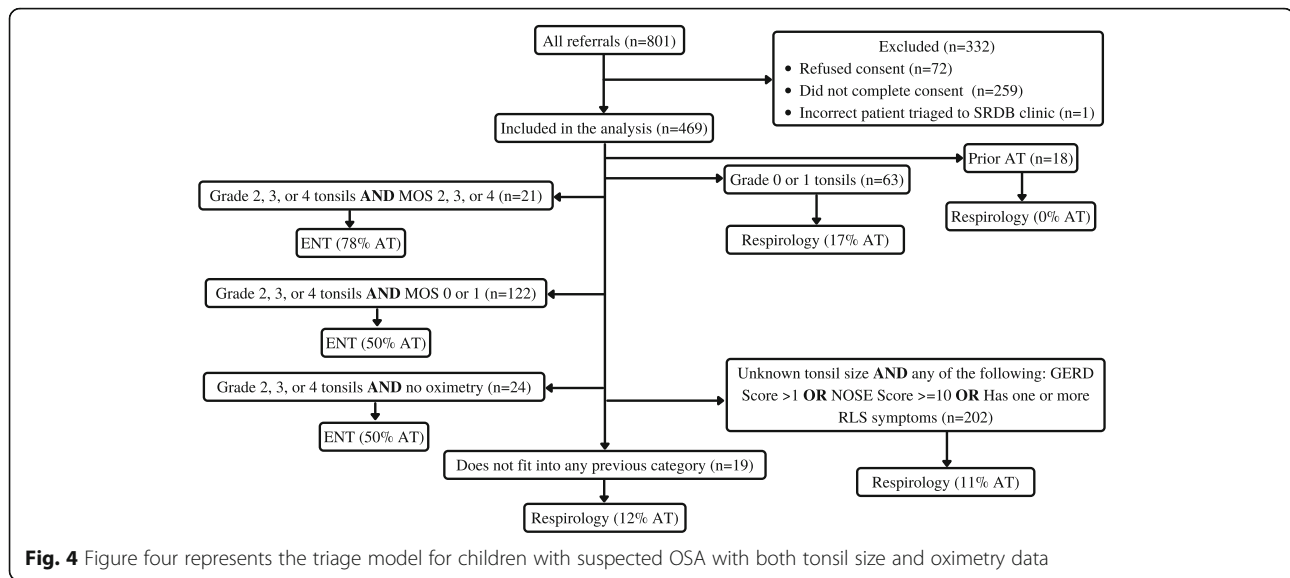 All referrals (n=801)
Excluded (n=332)
• Refused consent (n=72)
• Did not complete consent (n=259)
• Incorrect patient triaged to SRDB clinic (n=1)
Included in the analysis (n=469)
Prior AT (n=18)
Respirology (0% AT)
Grade 0 or 1 tonsils (n=63)
Respirology (17% AT)
Grade 2, 3, or 4 tonsils AND MOS 2, 3, or 4 (n=21)
ENT (78% AT)
Grade 2, 3, or 4 tonsils AND MOS 0 or 1 (n=122)
ENT (50% AT)
Grade 2, 3, or 4 tonsils AND no oximetry (n=24)
ENT (50% AT)
Unknown tonsil size AND any of the following: GERD
Score >1 OR NOSE Score >=10 OR Has one or more
RLS symptoms (n=202)
Respirology (11% AT)
Does not fit into any previous category (n=19)
Respirology (12% AT)
Fig. 4 Figure four represents the triage model for children with suspected OSA with both tonsil size and oximetry data